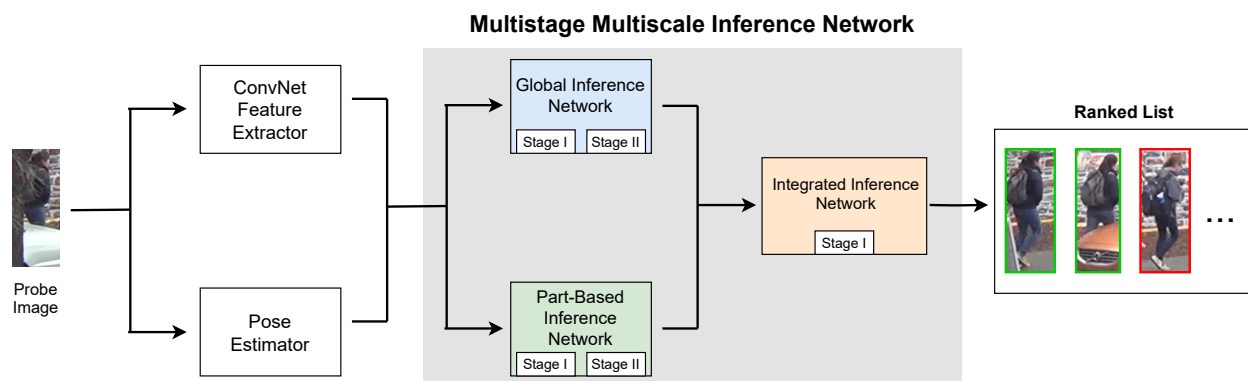 Multistage Multiscale Inference Network
ConvNet
Feature
Extractor
Pose
Estimator
Probe
Image
Global Inference
Network
Stage I
Stage II
Part-Based
Inference
Network
Stage I
Stage II
Integrated Inference
Network
Stage I
Ranked List
...